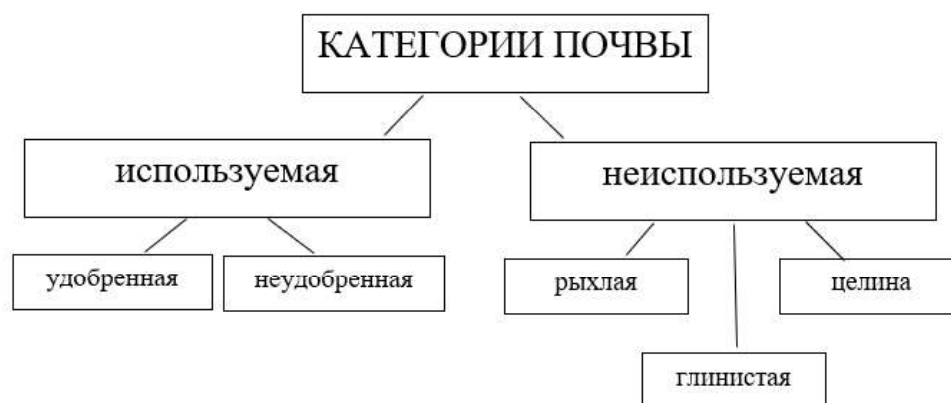 КАТЕГОРИИ ПОЧВЫ
используемая
неиспользуемая
удобренная
неудобренная
рыхлая
целина
глинистая